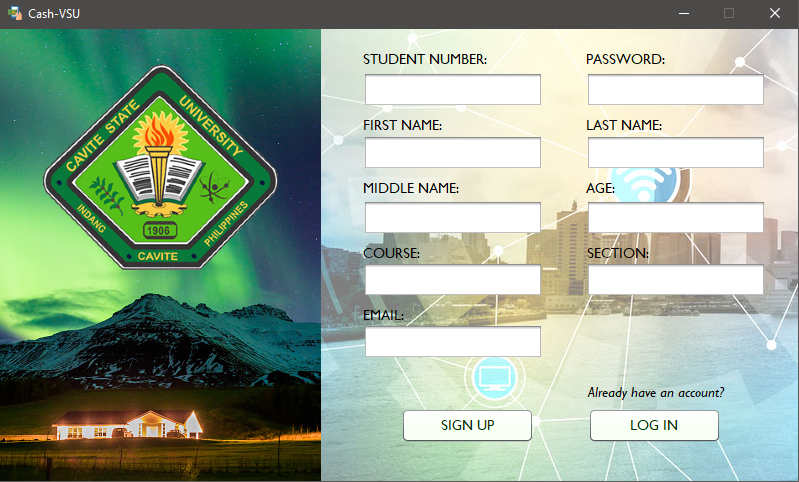 Cash-VSU
CAVITE STATE UNIVERSITY
INDANG
CAVITE
PHILIPPINES
1906
STUDENT NUMBER:
PASSWORD:
FIRST NAME:
LAST NAME:
MIDDLE NAME:
AGE:
COURSE:
SECTION:
EMAIL:
Already have an account?
SIGN UP
LOG IN